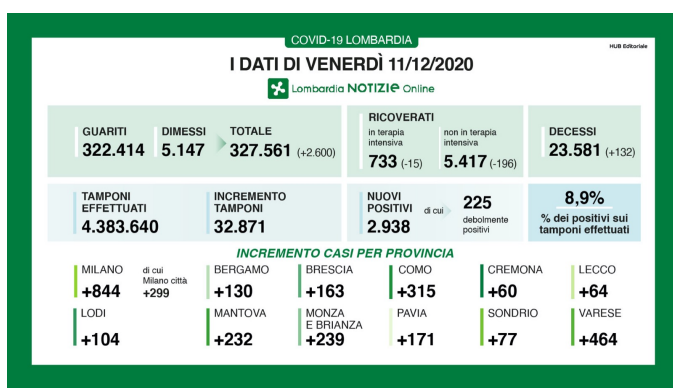 COVID-19 LOMBARDIA
HUB Editoriale
I DATI DI VENERDÌ 11/12/2020
Lombardia NOTIZIE Online
GUARITI
322.414
DIMESSI
5.147
TOTALE
327.561 (+2.600)
RICOVERATI
in terapia
intensiva
733 (-15)
non in terapia
intensiva
5.417 (-196)
DECESSI
23.581 (+132)
TAMPONI
EFFETTUATI
4.383.640
INCREMENTO
TAMPONI
32.871
NUOVI
POSITIVI
2.938
di cui
225
debolmente
positivi
8,9%
% dei positivi sui
tamponi effettuati
INCREMENTO CASI PER PROVINCIA
MILANO
+844
di cui
Milano città
+299
BERGAMO
+130
BRESCIA
+163
COMO
+315
CREMONA
+60
LECCO
+64
LODI
+104
MANTOVA
+232
MONZA
E BRIANZA
+239
PAVIA
+171
SONDRIO
+77
VARESE
+464